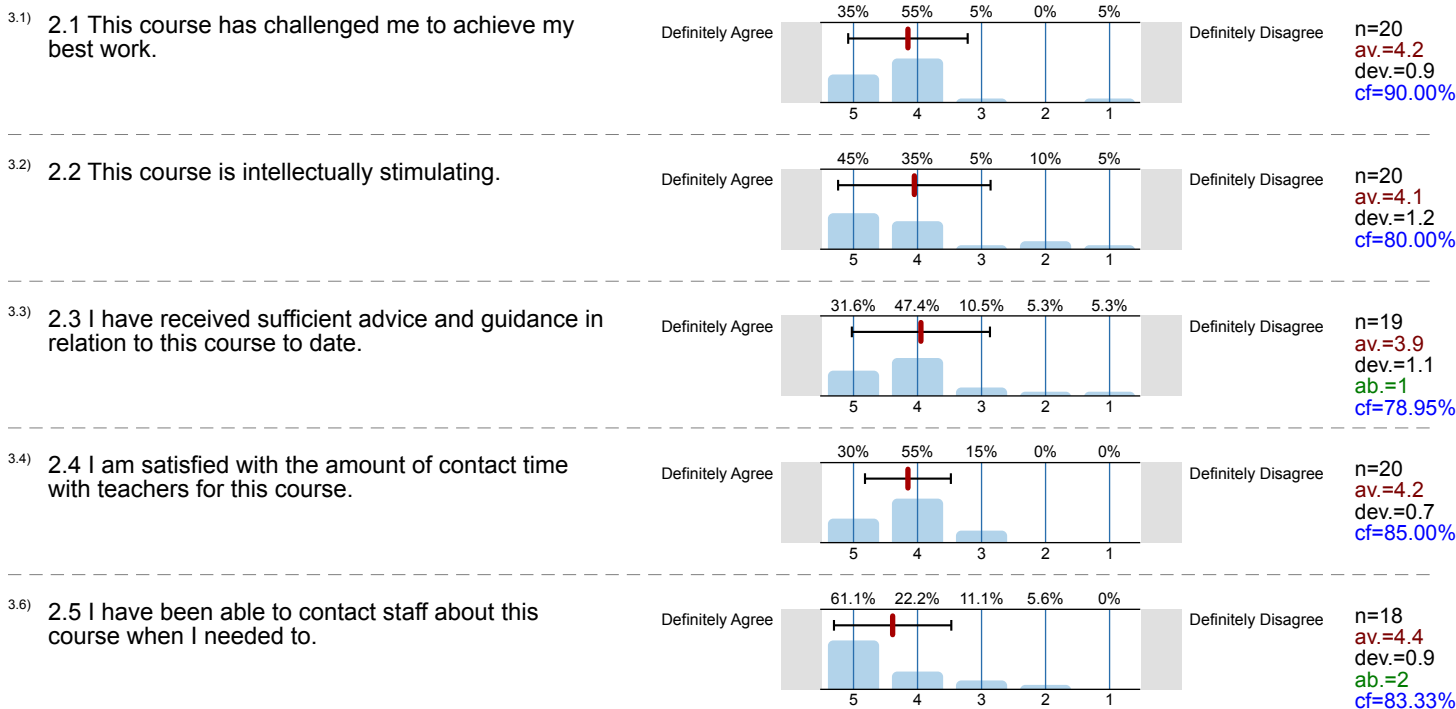 3.1) 2.1 This course has challenged me to achieve my
best work.
Definitely Agree
35% 55% 5% 0% 5%
5 4 3 2 1
Definitely Disagree
n=20
av.=4.2
dev.=0.9
cf=90.00%
3.2) 2.2 This course is intellectually stimulating.
Definitely Agree
45% 35% 5% 10% 5%
5 4 3 2 1
Definitely Disagree
n=20
av.=4.1
dev.=1.2
cf=80.00%
3.3) 2.3 I have received sufficient advice and guidance in
relation to this course to date.
Definitely Agree
31.6% 47.4% 10.5% 5.3% 5.3%
5 4 3 2 1
Definitely Disagree
n=19
av.=3.9
dev.=1.1
ab.=1
cf=78.95%
3.4) 2.4 I am satisfied with the amount of contact time
with teachers for this course.
Definitely Agree
30% 55% 15% 0% 0%
5 4 3 2 1
Definitely Disagree
n=20
av.=4.2
dev.=0.7
cf=85.00%
3.6) 2.5 I have been able to contact staff about this
course when I needed to.
Definitely Agree
61.1% 22.2% 11.1% 5.6% 0%
5 4 3 2 1
Definitely Disagree
n=18
av.=4.4
dev.=0.9
ab.=2
cf=83.33%